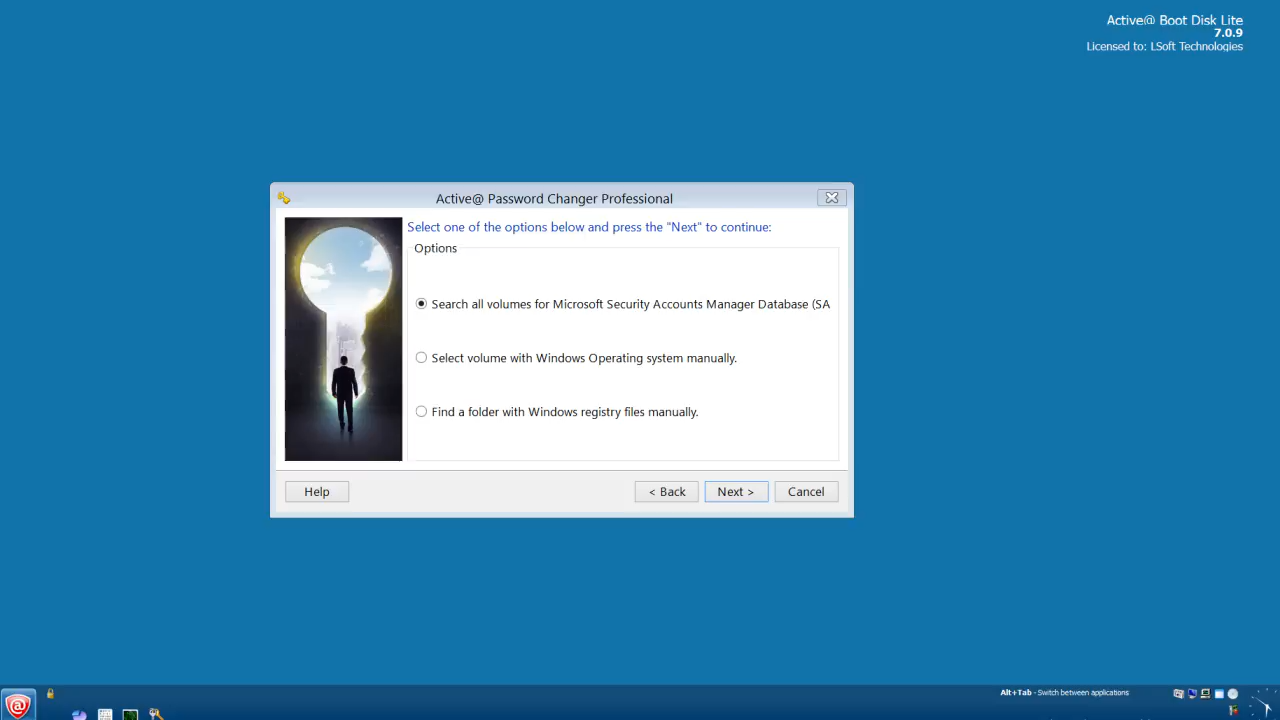 Active@ Boot Disk Lite
7.0.9
Licensed to: LSoft Technologies
Active@ Password Changer Professional
Select one of the options below and press the "Next" to continue:
Options
Search all volumes for Microsoft Security Accounts Manager Database (SA
Select volume with Windows Operating system manually.
Find a folder with Windows registry files manually.
Help
< Back
Next >
Cancel
Alt+Tab - Switch between applications